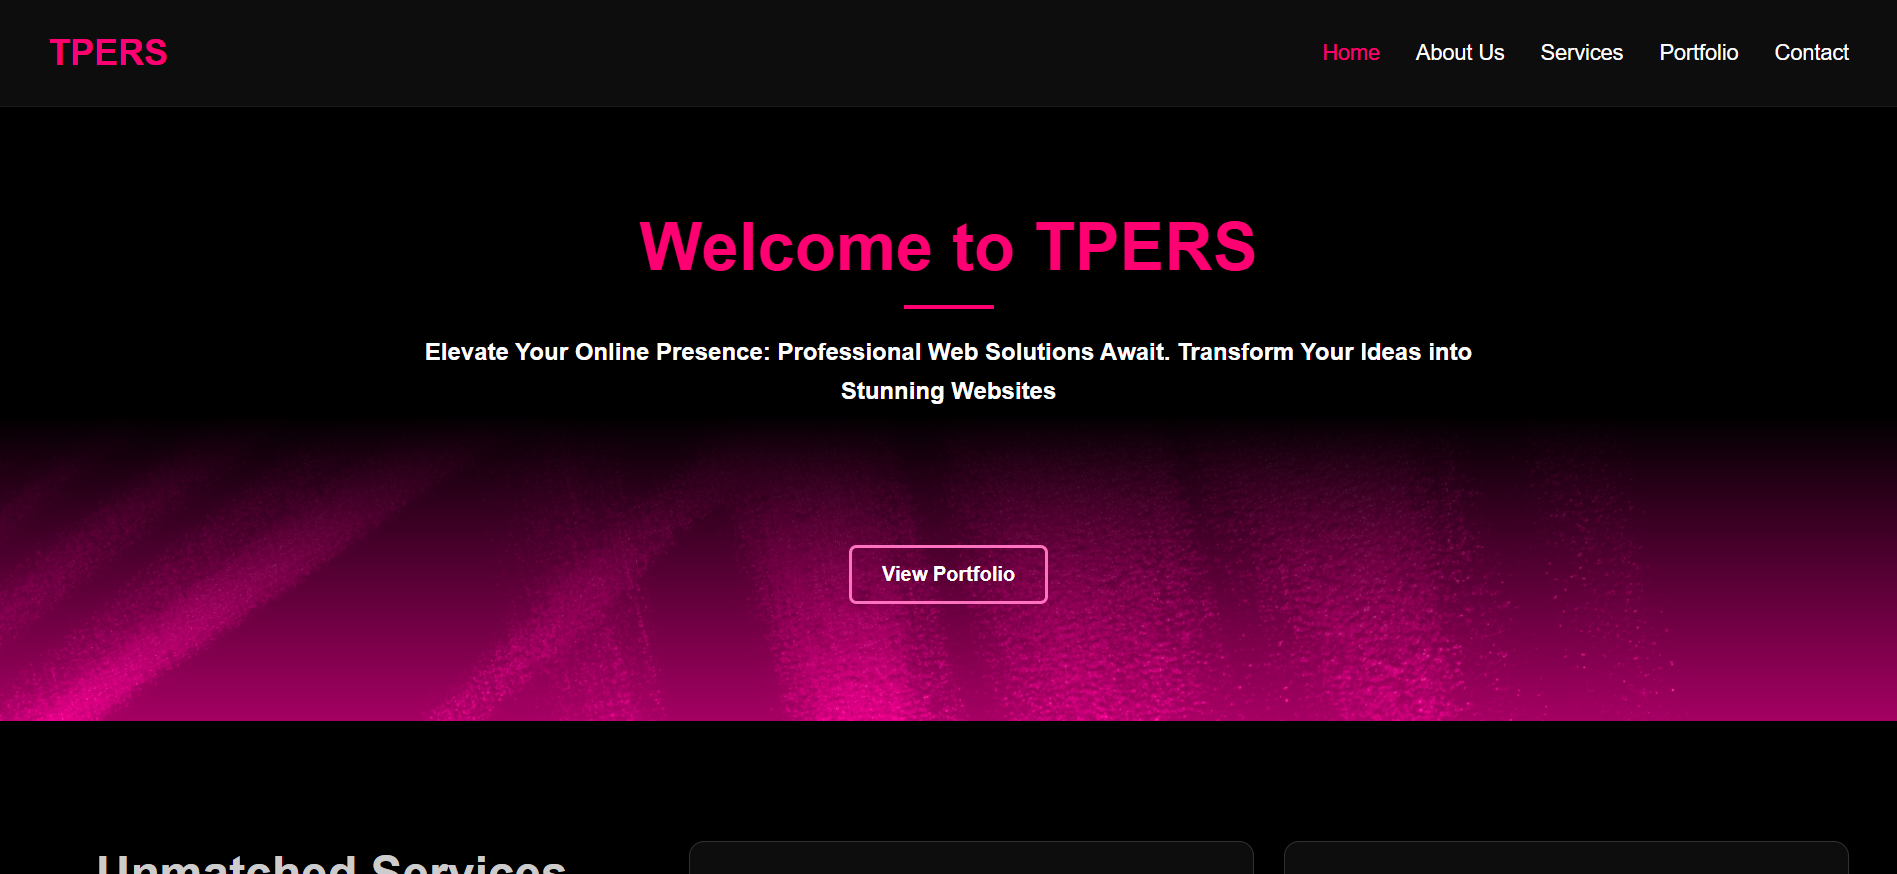 TPERS
Home About Us Services Portfolio Contact
Welcome to TPERS
Elevate Your Online Presence: Professional Web Solutions Await. Transform Your Ideas into
Stunning Websites
View Portfolio
Unmatched Services